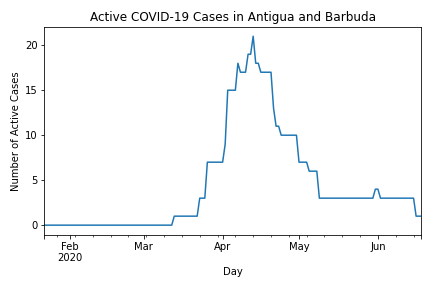 Active COVID-19 Cases in Antigua and Barbuda
20
15
10
5
0
Number of Active Cases
Feb Mar Apr May Jun
2020
Day